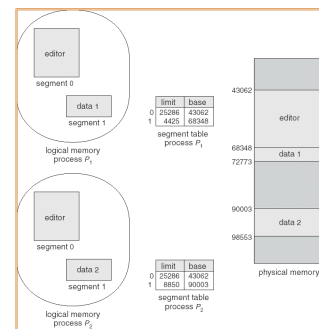 editor
segment 0
data 1
segment 1
logical memory
process P1
limit base
0 25286 43062
1 4425 68348
segment table
process P1
editor
segment 0
data 2
segment 1
logical memory
process P2
limit base
0 25286 43062
1 8850 90003
segment table
process P2
43062
editor
68348
data 1
72773
90003
data 2
98553
physical memory